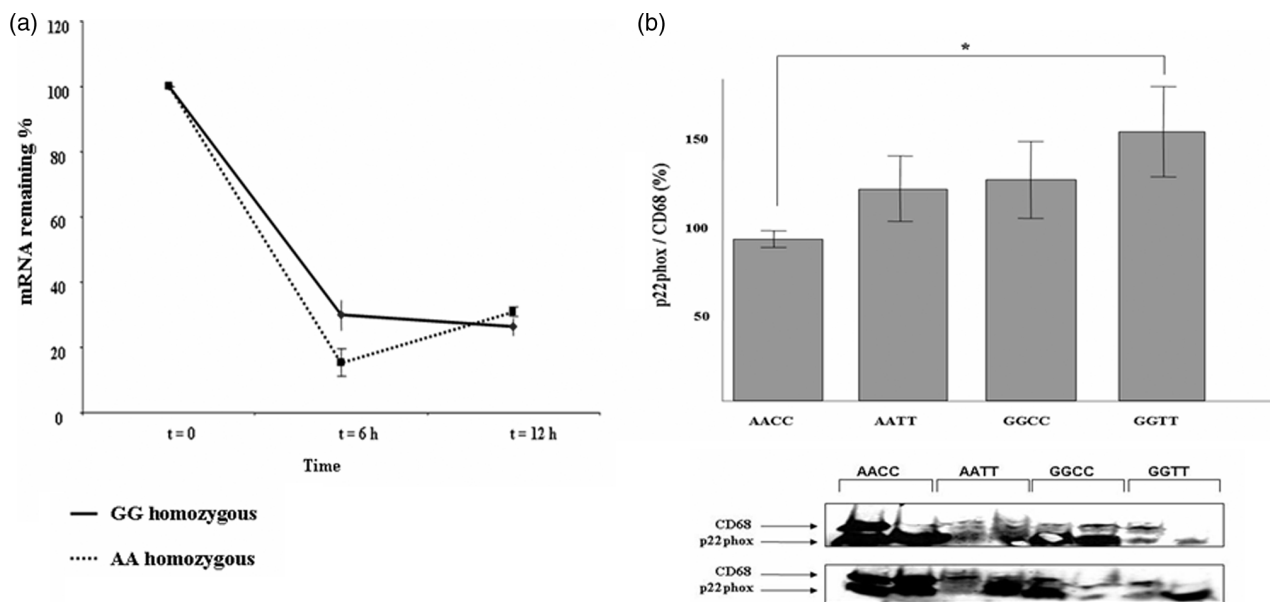 (a)
120
100
80
60
40
20
0
mRNA remaining %
t = 0
t = 6 h
t = 12 h
Time
GG homozygous
AA homozygous
(b)
*
150
100
50
p22phox / CD68 (%)
AACC
AATT
GGCC
GGTT
AACC
AATT
GGCC
GGTT
CD68
p22phox
CD68
p22phox